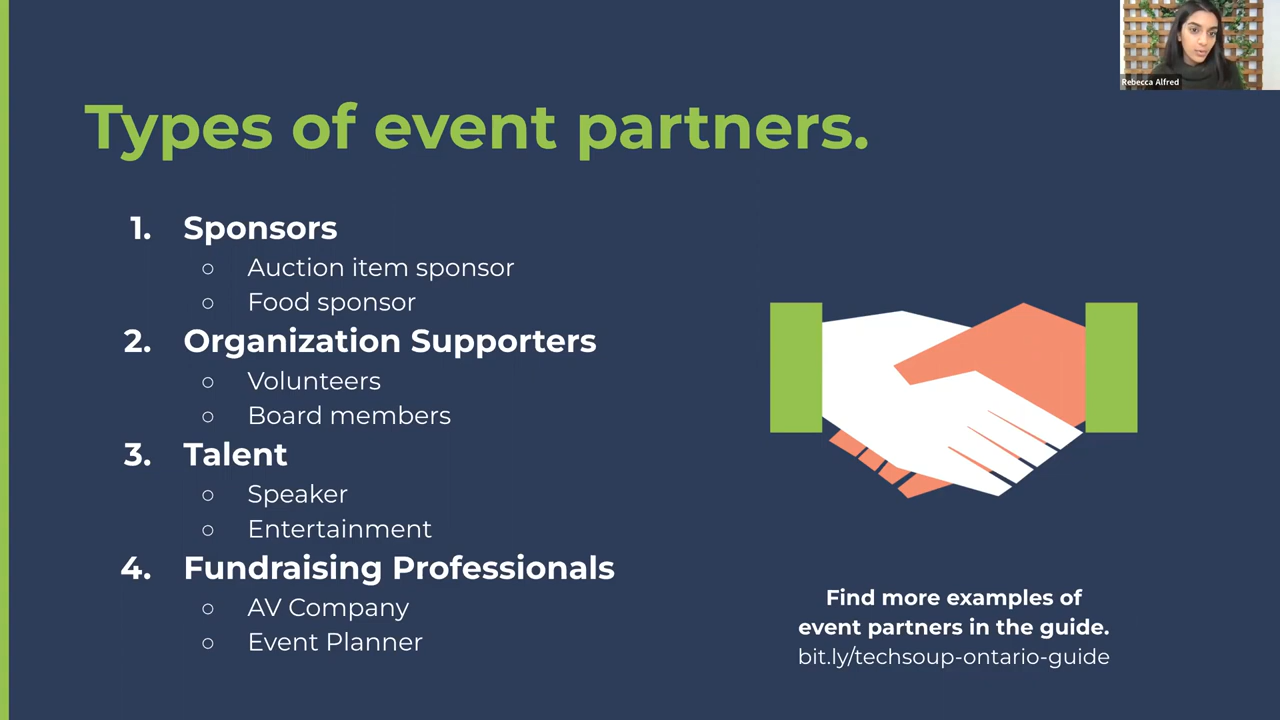 Rebecca Alfred
Types of event partners.
1. Sponsors
○ Auction item sponsor
○ Food sponsor
2. Organization Supporters
○ Volunteers
○ Board members
3. Talent
○ Speaker
○ Entertainment
4. Fundraising Professionals
○ AV Company
○ Event Planner
Find more examples of
event partners in the guide.
bit.ly/techsoup-ontario-guide